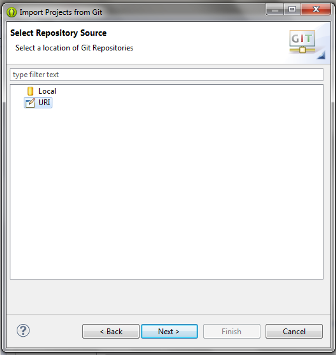 Import Projects from Git
Select Repository Source
Select a location of Git Repositories
GIT
type filter text
Local
URI
?
< Back
Next >
Finish
Cancel